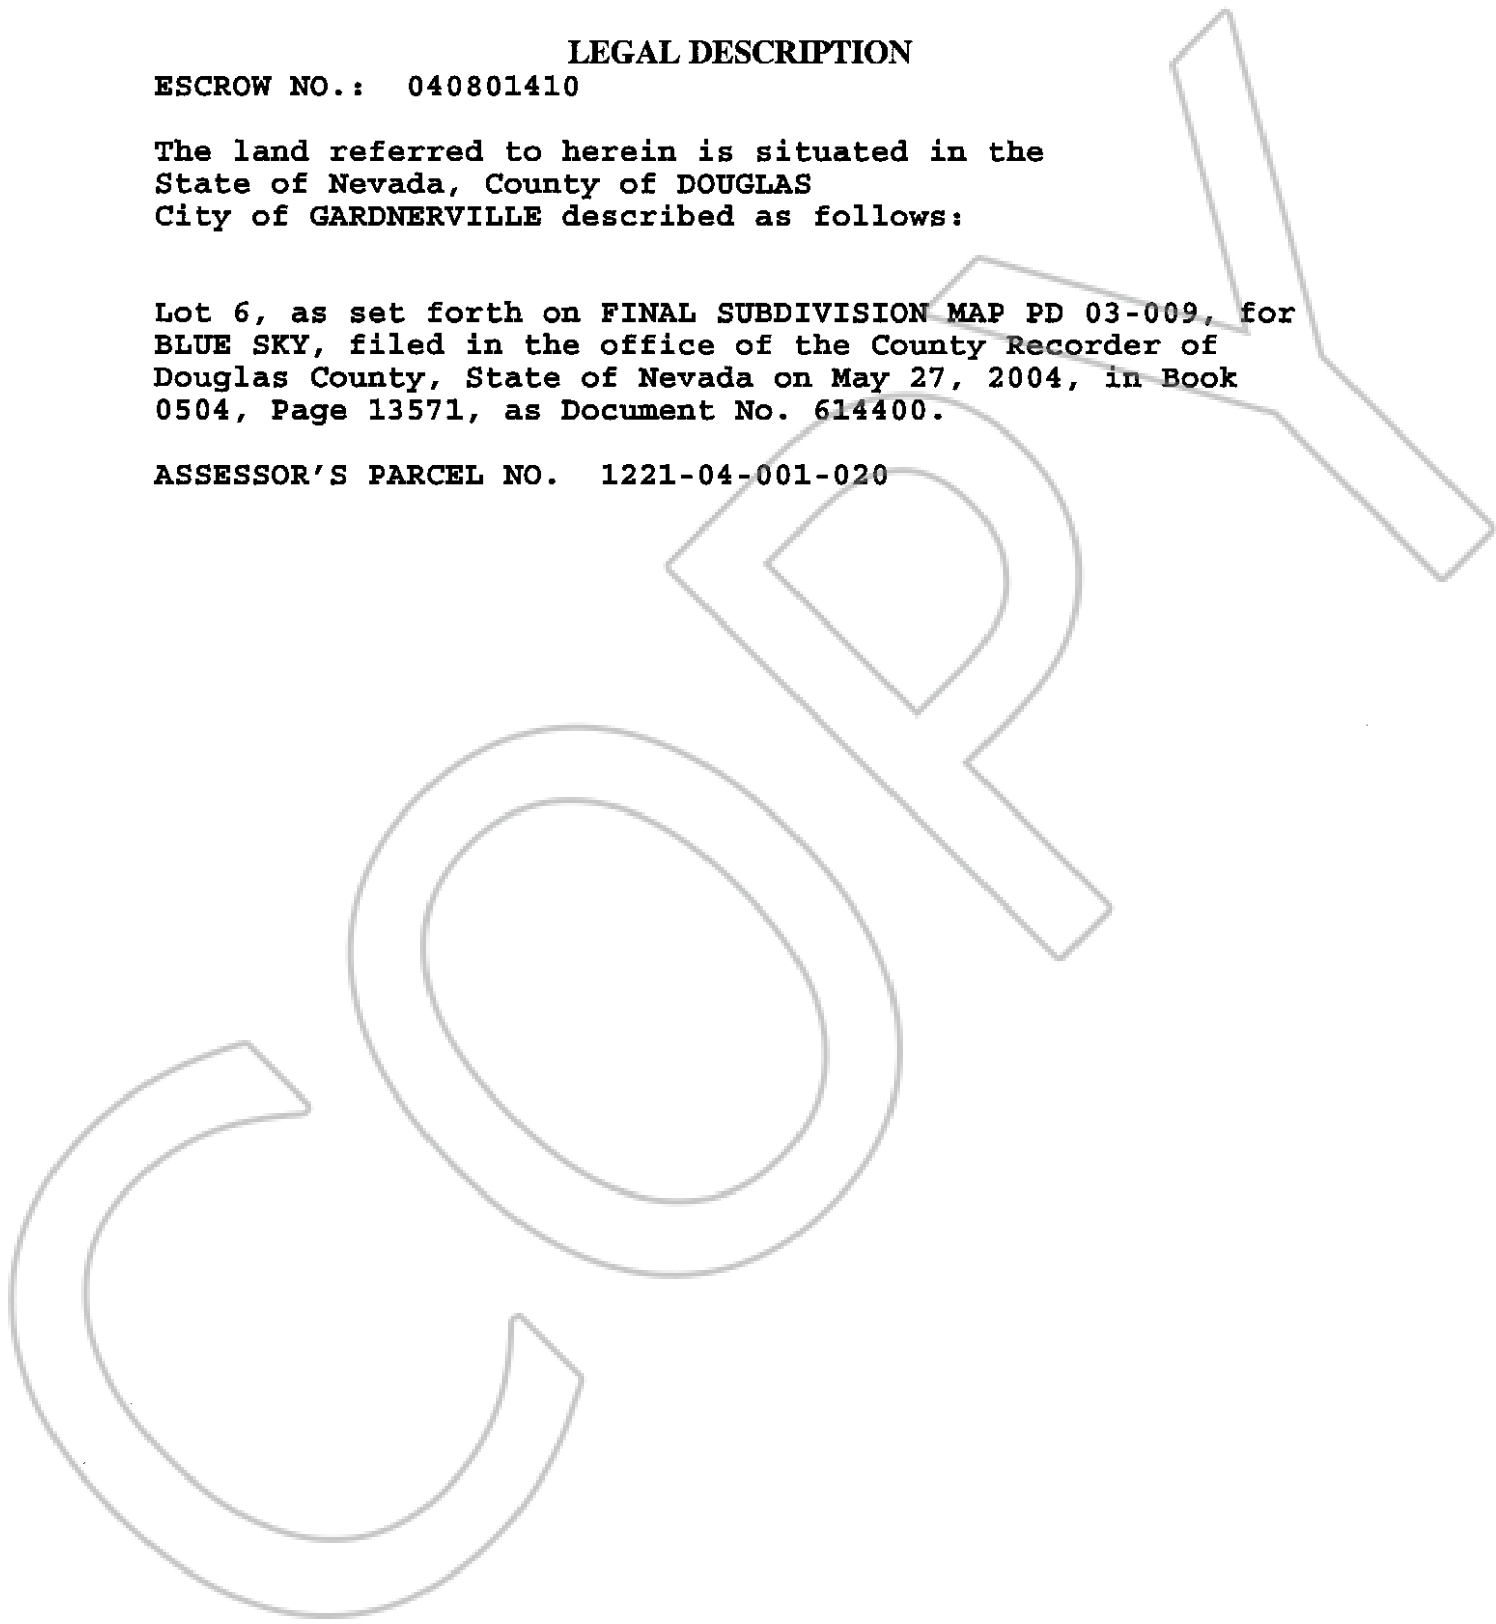 LEGAL DESCRIPTION
ESCROW NO.: 040801410
The land referred to herein is situated in the
State of Nevada, County of DOUGLAS
City of GARDNERVILLE described as follows:
Lot 6, as set forth on FINAL SUBDIVISION MAP PD 03-009, for
BLUE SKY, filed in the office of the County Recorder of
Douglas County, State of Nevada on May 27, 2004, in Book
0504, Page 13571, as Document No. 614400.
ASSESSOR'S PARCEL NO. 1221-04-001-020
COPY